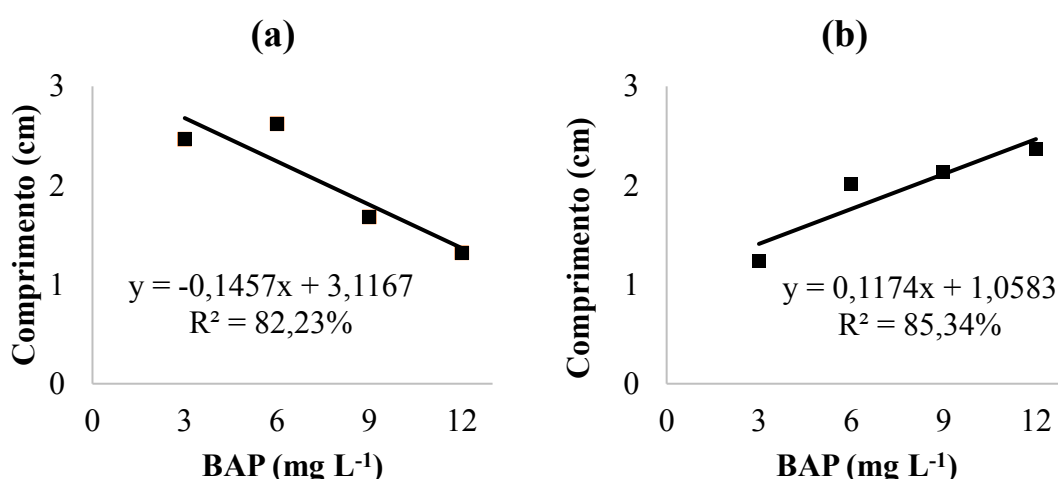 (a)
3
2
1
0
Comprimento (cm)
y = -0,1457x + 3,1167
R² = 82,23%
0 3 6 9 12
BAP (mg L⁻¹)
(b)
3
2
1
0
Comprimento (cm)
y = 0,1174x + 1,0583
R² = 85,34%
0 3 6 9 12
BAP (mg L⁻¹)